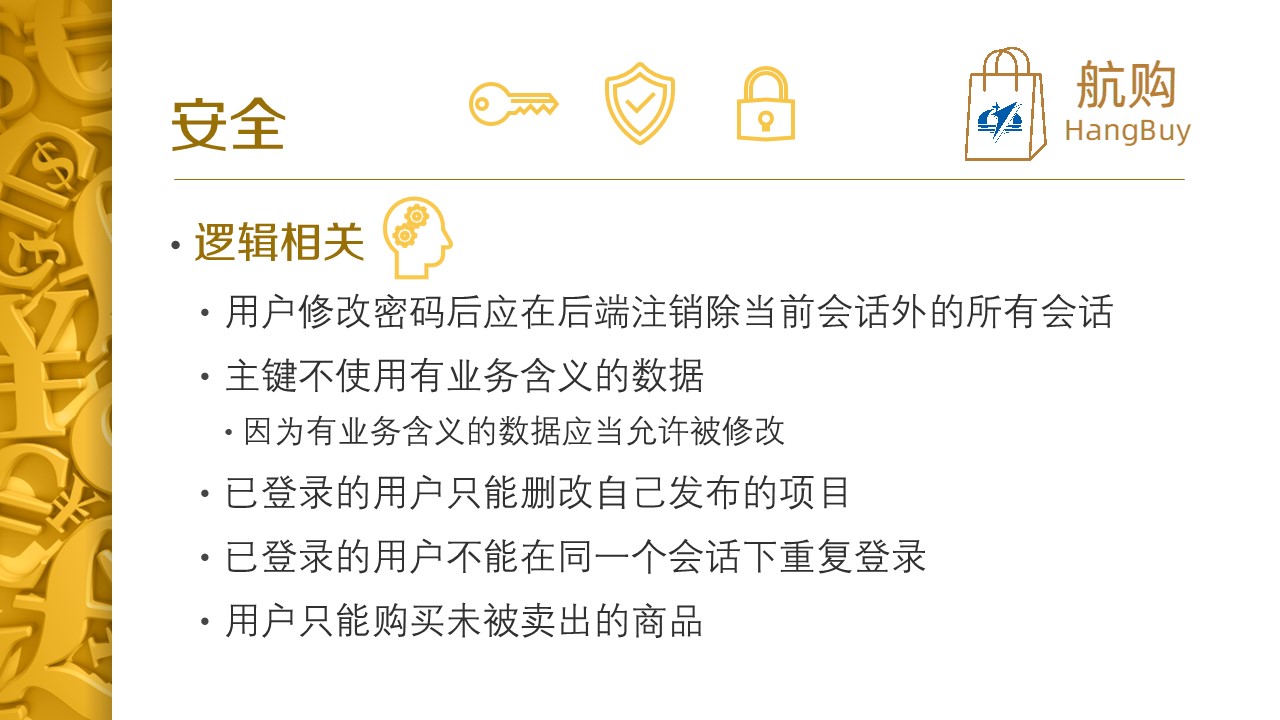 安全
航购
HangBuy
• 逻辑相关
• 用户修改密码后应在后端注销除当前会话外的所有会话
• 主键不使用有业务含义的数据
• 因为有业务含义的数据应当允许被修改
• 已登录的用户只能删改自己发布的项目
• 已登录的用户不能在同一个会话下重复登录
• 用户只能购买未被卖出的商品